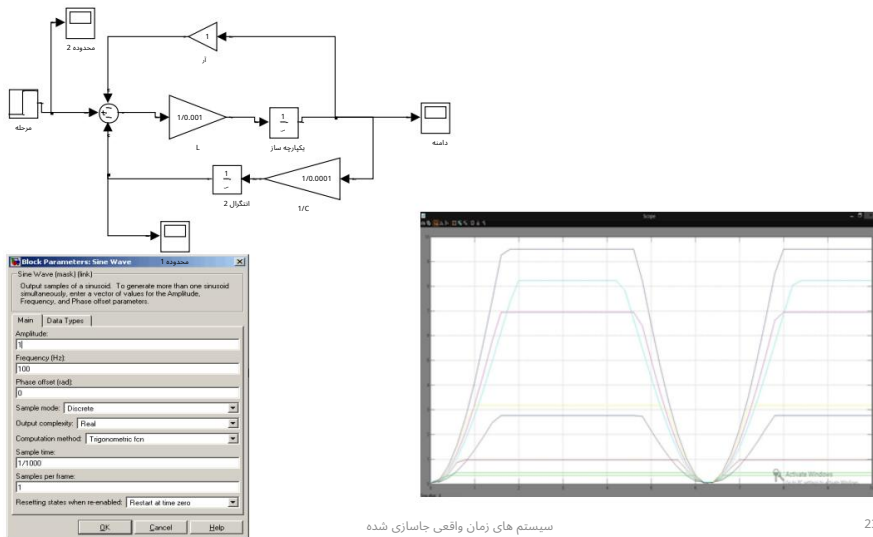 محدوده 2
1
آر
مرحله
1/0.001
L
1
یکپارچه ساز
دامنه
1
انتگرال 2
1/0.0001
1/C
محدوده 1
Block Parameters: Sine Wave
Sine Wave (mask) (link)
Output samples of a sinusoid. To generate more than one sinusoid
simultaneously, enter a vector of values for the Amplitude,
Frequency, and Phase offset parameters.
Main Data Types
Amplitude:
1
Frequency (Hz):
100
Phase offset (rad):
0
Sample mode: Discrete
Output complexity: Real
Computation method: Trigonometric fcn
Sample time:
1/1000
Samples per frame:
1
Resetting states when re-enabled: Restart at time zero
OK Cancel Help
Scope
Activate Windows
سیستم های زمان واقعی جاسازی شده